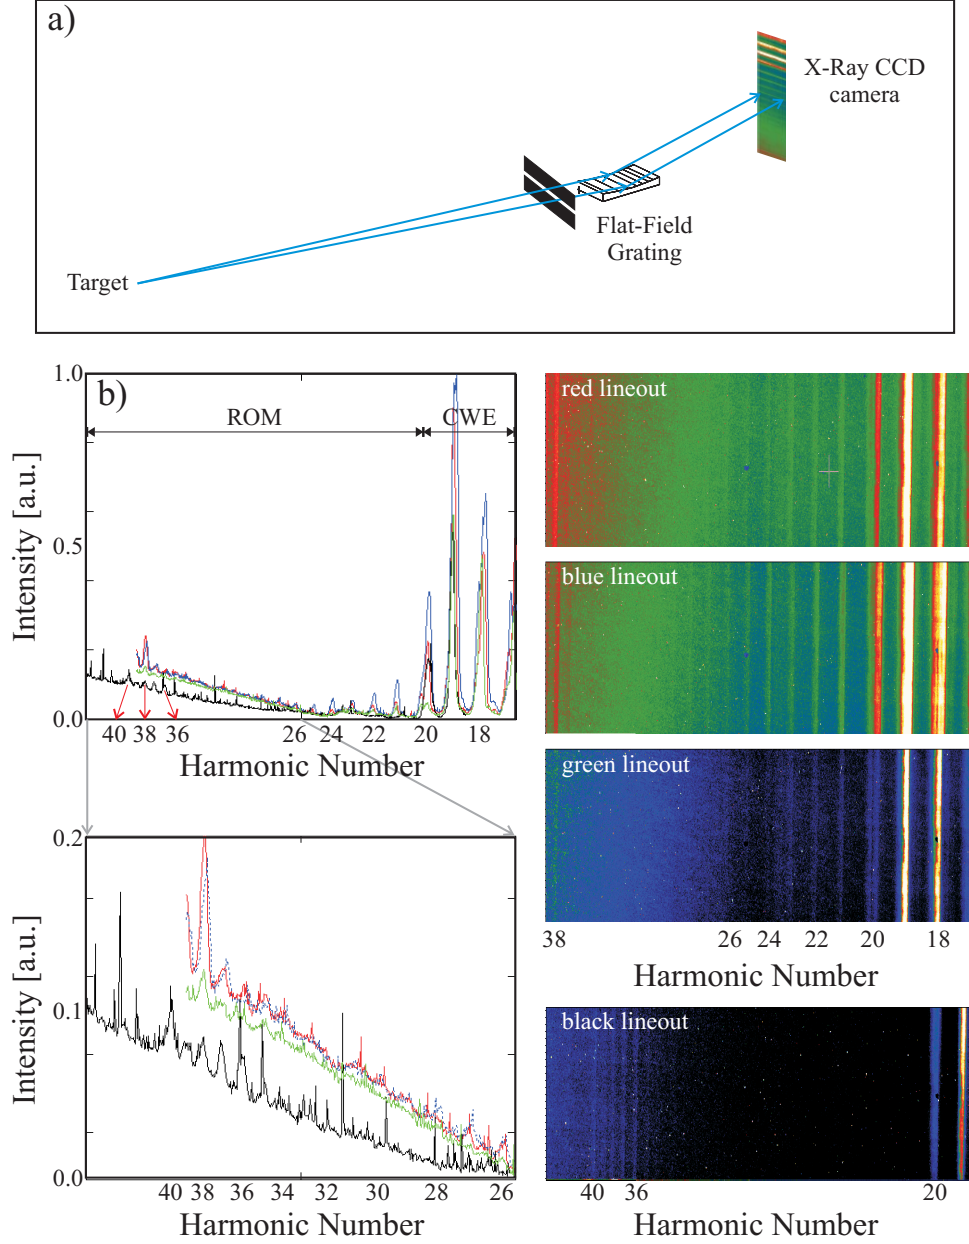 a)
X-Ray CCD
camera
Flat-Field
Grating
Target
b)
1.0
ROM
CWE
0.5
0.0
Intensity [a.u.]
40 38 36 26 24 22 20 18
Harmonic Number
0.2
0.1
0.0
Intensity [a.u.]
40 38 36 34 32 30 28 26
Harmonic Number
red lineout
blue lineout
green lineout
38 26 24 22 20 18
Harmonic Number
black lineout
40 36 20
Harmonic Number